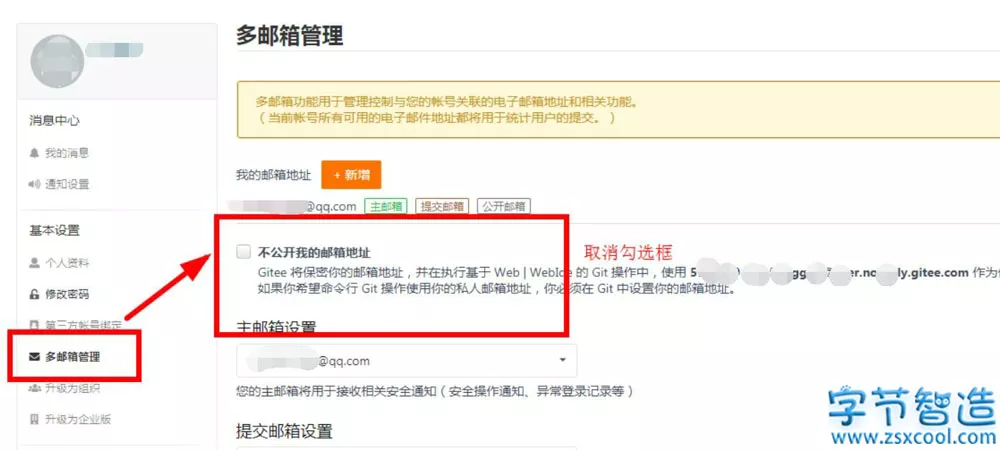 多邮箱管理
多邮箱功能用于管理控制与您的帐号关联的电子邮箱地址和相关功能。
（当前帐号所有可用的电子邮件地址都将用于统计用户的提交。）
消息中心
我的消息
通知设置
基本设置
个人资料
修改密码
第三方帐号绑定
多邮箱管理
升级为组织
升级为企业版
我的邮箱地址 + 新增
@qq.com 主邮箱 提交邮箱 公开邮箱
不公开我的邮箱地址
取消勾选框
Gitee 将保密你的邮箱地址，并在执行基于 Web | WebIde 的 Git 操作中，使用 5 gitee.com 作为
如果你希望命令行 Git 操作使用你的私人邮箱地址，你必须在 Git 中设置你的邮箱地址。
主邮箱设置
@qq.com
您的主邮箱将用于接收相关安全通知（安全操作通知、异常登录记录等）
提交邮箱设置
字节智造
www.zsxcool.com